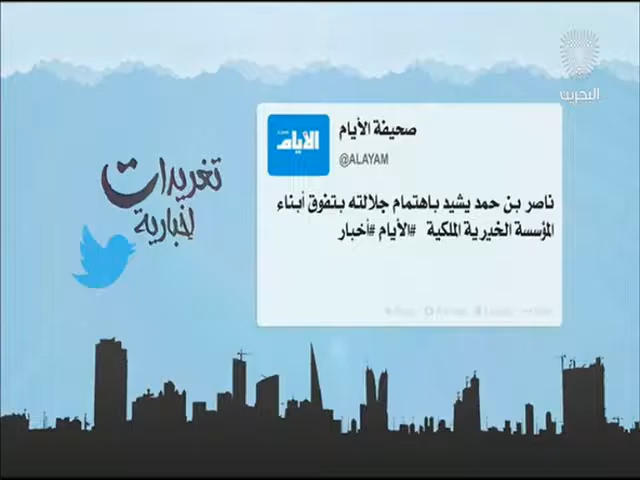 البحرين
تغريدات
إخبارية
الأيام
صحيفة الأيام
@ALAYAM
ناصر بن حمد يشيد باهتمام جلالته بتفوق أبناء
المؤسسة الخيرية الملكية #الأيام #أخبار